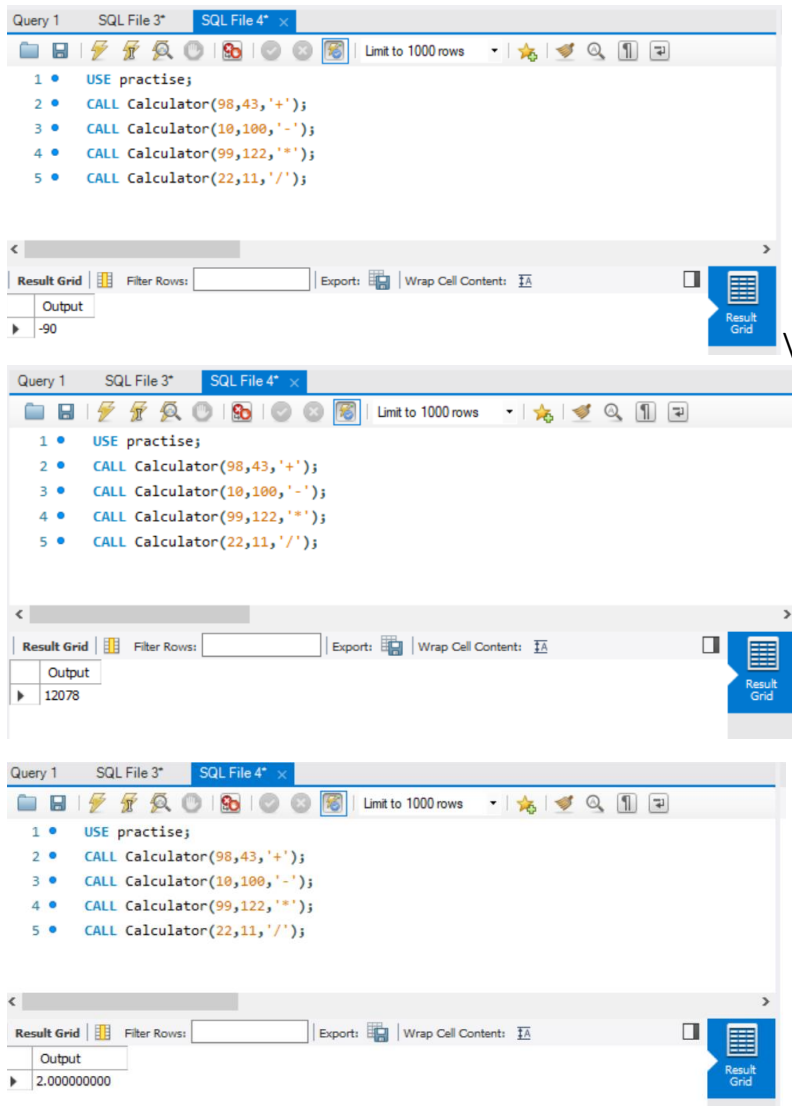 Query 1 SQL File 3* SQL File 4* ×
Limit to 1000 rows
1 USE practise;
2 CALL Calculator(98,43,'+');
3 CALL Calculator(10,100,'-');
4 CALL Calculator(99,122,'*');
5 CALL Calculator(22,11,'/');
Result Grid Filter Rows: Export: Wrap Cell Content:
Output
-90
Result
Grid
\
Query 1 SQL File 3* SQL File 4* ×
Limit to 1000 rows
1 USE practise;
2 CALL Calculator(98,43,'+');
3 CALL Calculator(10,100,'-');
4 CALL Calculator(99,122,'*');
5 CALL Calculator(22,11,'/');
Result Grid Filter Rows: Export: Wrap Cell Content:
Output
12078
Result
Grid
Query 1 SQL File 3* SQL File 4* ×
Limit to 1000 rows
1 USE practise;
2 CALL Calculator(98,43,'+');
3 CALL Calculator(10,100,'-');
4 CALL Calculator(99,122,'*');
5 CALL Calculator(22,11,'/');
Result Grid Filter Rows: Export: Wrap Cell Content:
Output
2.000000000
Result
Grid